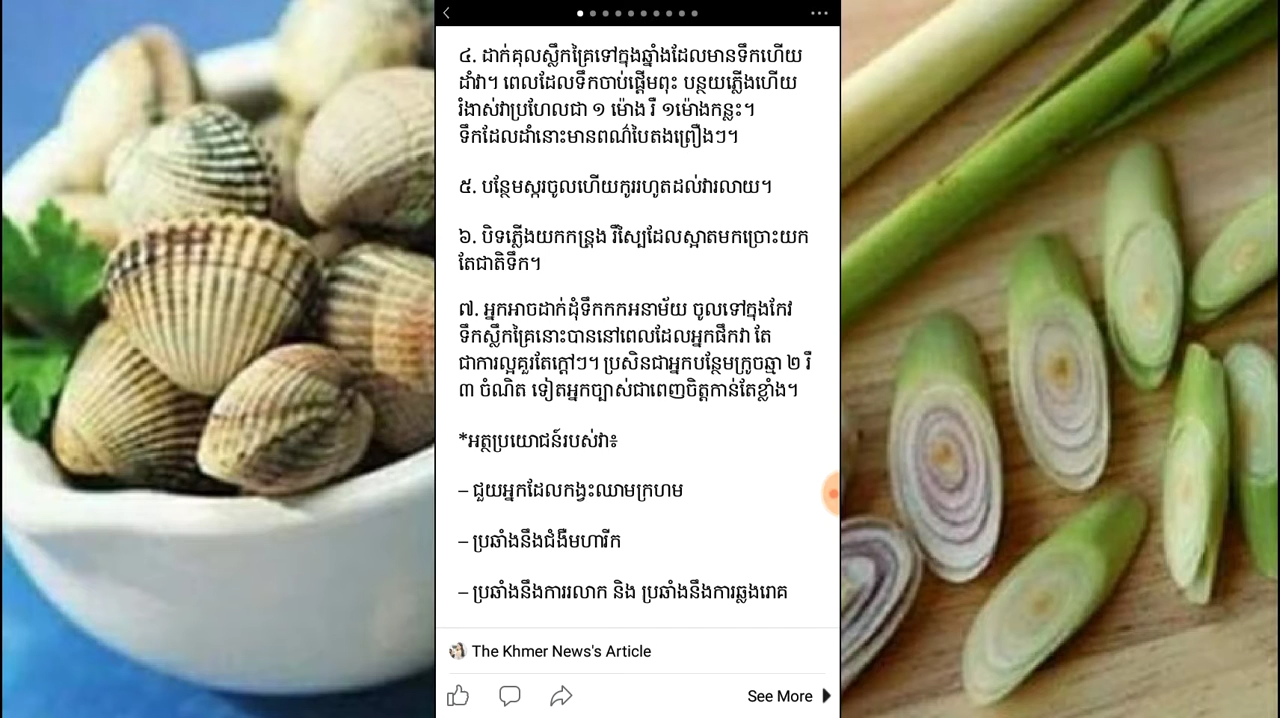 ៤. ដាក់គុលស្លឹកគ្រៃទៅក្នុងឆ្នាំងដែលមានទឹកហើយ
ដាំវា។ ពេលដែលទឹកចាប់ផ្តើមពុះ បន្ថយភ្លើងហើយ
រំងាស់វាប្រហែលជា ១ ម៉ោង រឺ ១ម៉ោងកន្លះ។
ទឹកដែលដាំនោះមានពណ៌បៃតងព្រឿងៗ។
៥. បន្ថែមស្ករចូលហើយកូររហូតដល់វារលាយ។
៦. បិទភ្លើងយកកន្ត្រង រឺស្បៃដែលស្អាតមកច្រោះយក
តែជាតិទឹក។
៧. អ្នកអាចដាក់ដុំទឹកកកអនាម័យ ចូលទៅក្នុងកែវ
ទឹកស្លឹកគ្រៃនោះបាននៅពេលដែលអ្នកផឹកវា តែ
ជាការល្អគួរតែក្តៅៗ។ ប្រសិនជាអ្នកបន្ថែមក្រូចឆ្មា ២ រឺ
៣ ចំណិត ទៀតអ្នកច្បាស់ជាពេញចិត្តកាន់តែខ្លាំង។
*អត្ថប្រយោជន៍របស់វា៖
– ជួយអ្នកដែលកង្វះឈាមក្រហម
– ប្រឆាំងនឹងជំងឺមហារីក
– ប្រឆាំងនឹងការរលាក និង ប្រឆាំងនឹងការឆ្លងរោគ
The Khmer News's Article
See More